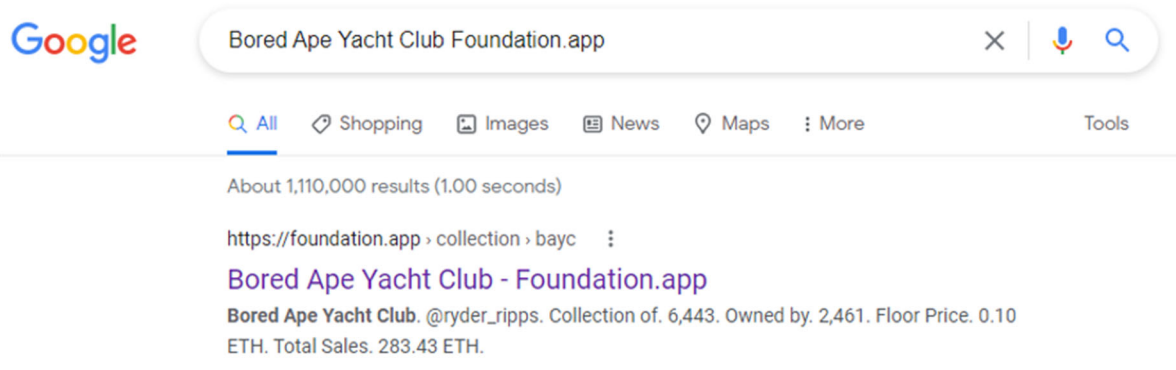 Google
Bored Ape Yacht Club Foundation.app
All Shopping Images News Maps More Tools
About 1,110,000 results (1.00 seconds)
https://foundation.app › collection › bayc
Bored Ape Yacht Club - Foundation.app
Bored Ape Yacht Club. @ryder_ripps. Collection of. 6,443. Owned by. 2,461. Floor Price. 0.10
ETH. Total Sales. 283.43 ETH.